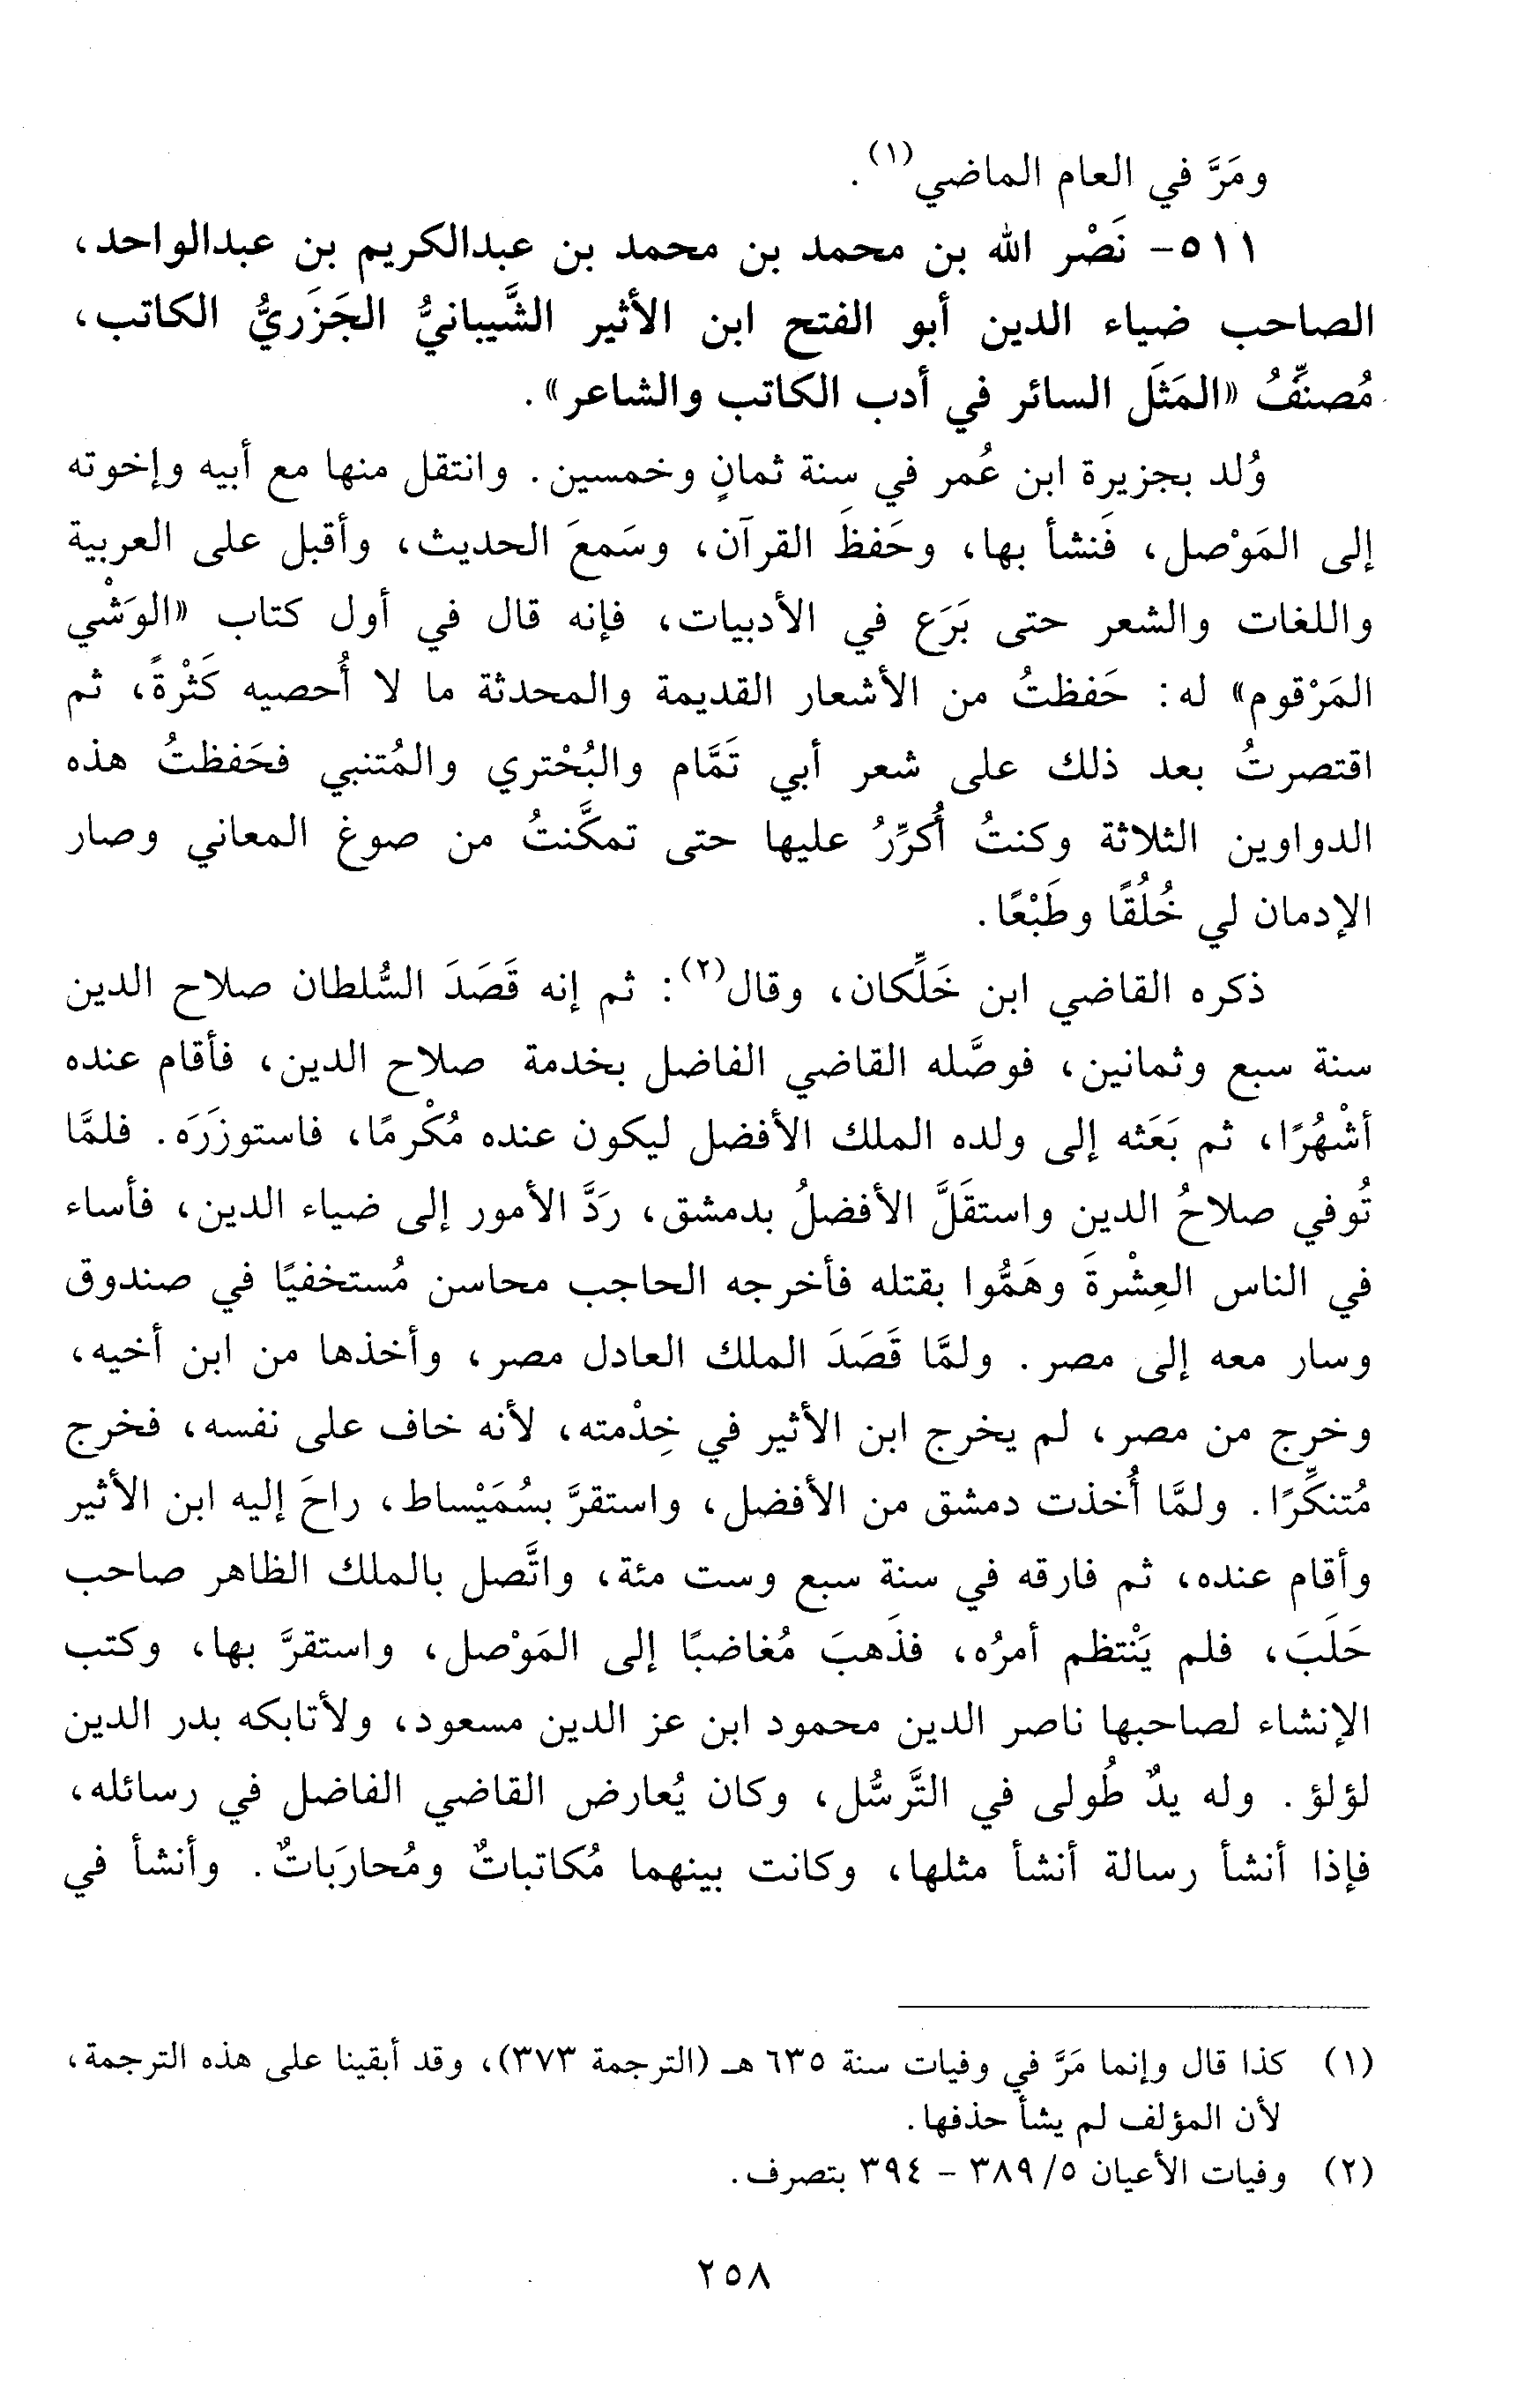 ومَرَّ في العام الماضي(١).
٥١١- نَصْر الله بن محمد بن محمد بن عبدالكريم بن عبدالواحد،
الصاحب ضياء الدين أبو الفتح ابن الأثير الشَّيبانيُّ الجَزَريُّ الكاتب،
مُصنِّفُ «المَثَل السائر في أدب الكاتب والشاعر».
وُلد بجزيرة ابن عُمر في سنة ثمانٍ وخمسين. وانتقل منها مع أبيه وإخوته
إلى المَوْصل، فَنشأ بها، وحَفظَ القرآن، وسَمعَ الحديث، وأقبل على العربية
واللغات والشعر حتى بَرَع في الأدبيات، فإنه قال في أول كتاب «الوَشْي
المَرْقوم» له: حَفظتُ من الأشعار القديمة والمحدثة ما لا أُحصيه كَثْرةً، ثم
اقتصرتُ بعد ذلك على شعر أبي تَمَّام والبُحْتري والمُتنبي فحَفظتُ هذه
الدواوين الثلاثة وكنتُ أُكرِّرُ عليها حتى تمكَّنتُ من صوغ المعاني وصار
الإدمان لي خُلُقًا وطَبْعًا.
ذكره القاضي ابن خَلِّكان، وقال(٢): ثم إنه قَصَدَ السُّلطان صلاح الدين
سنة سبع وثمانين، فوصَّله القاضي الفاضل بخدمة صلاح الدين، فأقام عنده
أشْهُرًا، ثم بَعَثه إلى ولده الملك الأفضل ليكون عنده مُكْرمًا، فاستوزَرَه. فلمَّا
تُوفي صلاحُ الدين واستقَلَّ الأفضلُ بدمشق، رَدَّ الأمور إلى ضياء الدين، فأساء
في الناس العِشْرةَ وهَمُّوا بقتله فأخرجه الحاجب محاسن مُستخفيًا في صندوق
وسار معه إلى مصر. ولمَّا قَصَدَ الملك العادل مصر، وأخذها من ابن أخيه،
وخرج من مصر، لم يخرج ابن الأثير في خِدْمته، لأنه خاف على نفسه، فخرج
مُتنكِّرًا. ولمَّا أُخذت دمشق من الأفضل، واستقرَّ بسُمَيْساط، راحَ إليه ابن الأثير
وأقام عنده، ثم فارقه في سنة سبع وست مئة، واتَّصل بالملك الظاهر صاحب
حَلَبَ، فلم يَنْتظم أمرُه، فذَهبَ مُغاضبًا إلى المَوْصل، واستقرَّ بها، وكتب
الإنشاء لصاحبها ناصر الدين محمود ابن عز الدين مسعود، ولأتابكه بدر الدين
لؤلؤ. وله يدٌ طُولى في التَّرسُّل، وكان يُعارض القاضي الفاضل في رسائله،
فإذا أنشأ رسالة أنشأ مثلها، وكانت بينهما مُكاتباتٌ ومُحارَباتٌ. وأنشأ في
(١) كذا قال وإنما مَرَّ في وفيات سنة ٦٣٥ هـ (الترجمة ٣٧٣)، وقد أبقينا على هذه الترجمة،
لأن المؤلف لم يشأ حذفها.
(٢) وفيات الأعيان ٥/ ٣٨٩ - ٣٩٤ بتصرف.
٢٥٨